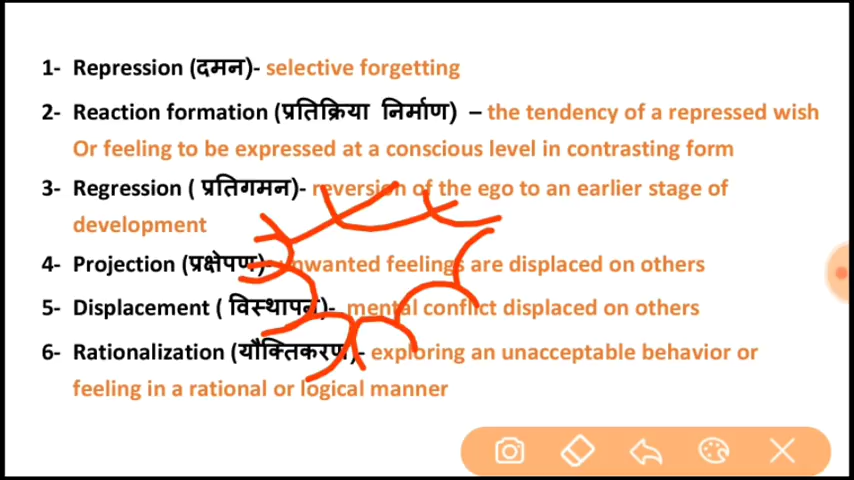 1- Repression (दमन)- selective forgetting
2- Reaction formation (प्रतिक्रिया निर्माण) – the tendency of a repressed wish
Or feeling to be expressed at a conscious level in contrasting form
3- Regression ( प्रतिगमन)- reversion of the ego to an earlier stage of
development
4- Projection (प्रक्षेपण)- unwanted feelings are displaced on others
5- Displacement ( विस्थापन)- mental conflict displaced on others
6- Rationalization (यौक्तिकरण)- exploring an unacceptable behavior or
feeling in a rational or logical manner